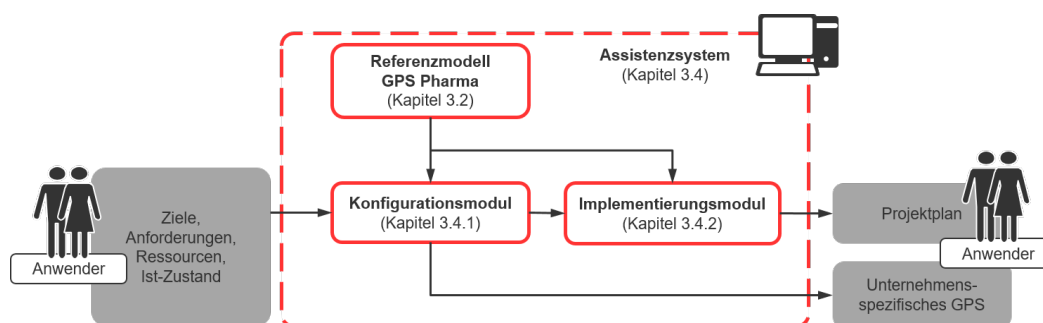 Referenzmodell
GPS Pharma
(Kapitel 3.2)
Assistenzsystem
(Kapitel 3.4)
Ziele,
Anforderungen,
Ressourcen,
Ist-Zustand
Anwender
Konfigurationsmodul
(Kapitel 3.4.1)
Implementierungsmodul
(Kapitel 3.4.2)
Projektplan
Anwender
Unternehmens-
spezifisches GPS